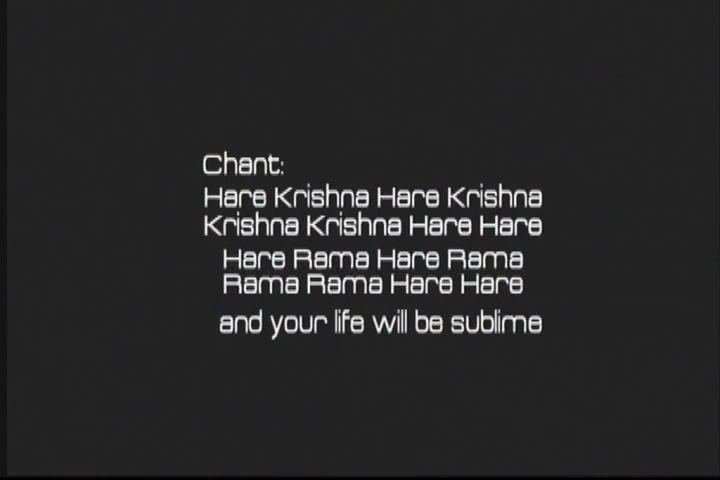 Chant:
Hare Krishna Hare Krishna
Krishna Krishna Hare Hare
Hare Rama Hare Rama
Rama Rama Hare Hare
and your life will be sublime